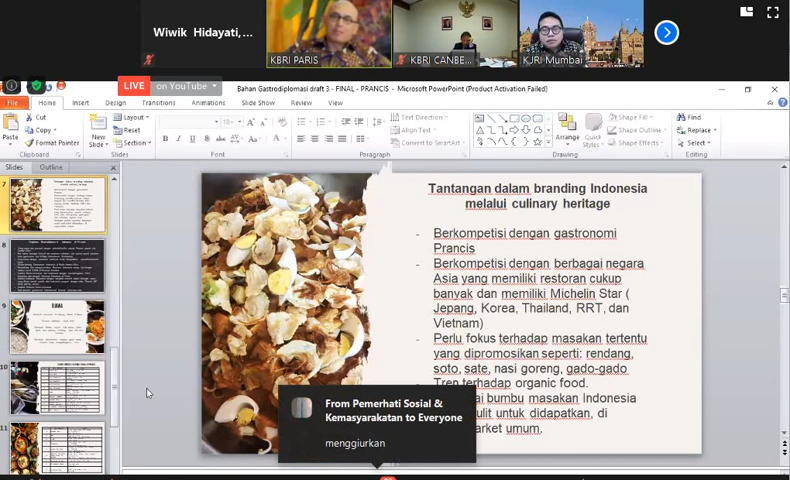 Wiwik Hidayati,...
KBRI PARIS
KBRI CANBE...
KJRI Mumbai
LIVE on YouTube
Bahan Gastrodiplomasi draft 3 - FINAL - PRANCIS - Microsoft PowerPoint (Product Activation Failed)
File Home Insert Design Transitions Animations Slide Show Review View
Cut
Copy
Format Painter
Paste
Clipboard
New
Slide
Layout
Reset
Section
Slides
18
Font
Text Direction
Align Text
Convert to SmartArt
Paragraph
Arrange
Quick
Styles
Shape Fill
Shape Outline
Shape Effects
Drawing
Find
Replace
Select
Editing
Slides Outline
7
8
9
10
11
Tantangan dalam branding Indonesia
melalui culinary heritage
- Berkompetisi dengan gastronomi
Prancis
- Berkompetisi dengan berbagai negara
Asia yang memiliki restoran cukup
banyak dan memiliki Michelin Star (
Jepang, Korea, Thailand, RRT, dan
Vietnam)
- Perlu fokus terhadap masakan tertentu
yang dipromosikan seperti: rendang,
soto, sate, nasi goreng, gado-gado
- Tren terhadap organic food.
bumbu masakan Indonesia
untuk didapatkan, di
market umum.
From Pemerhati Sosial &
Kemasyarakatan to Everyone
menggiurkan